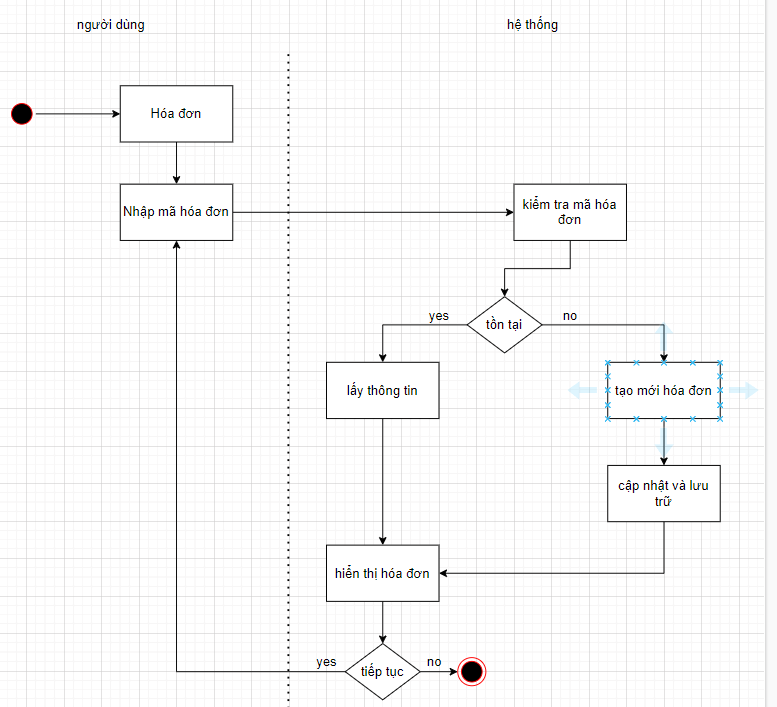 người dùng
hệ thống
Hóa đơn
Nhập mã hóa đơn
kiểm tra mã hóa
đơn
yes
tồn tại
no
lấy thông tin
tạo mới hóa đơn
cập nhật và lưu
trữ
hiển thị hóa đơn
yes
tiếp tục
no